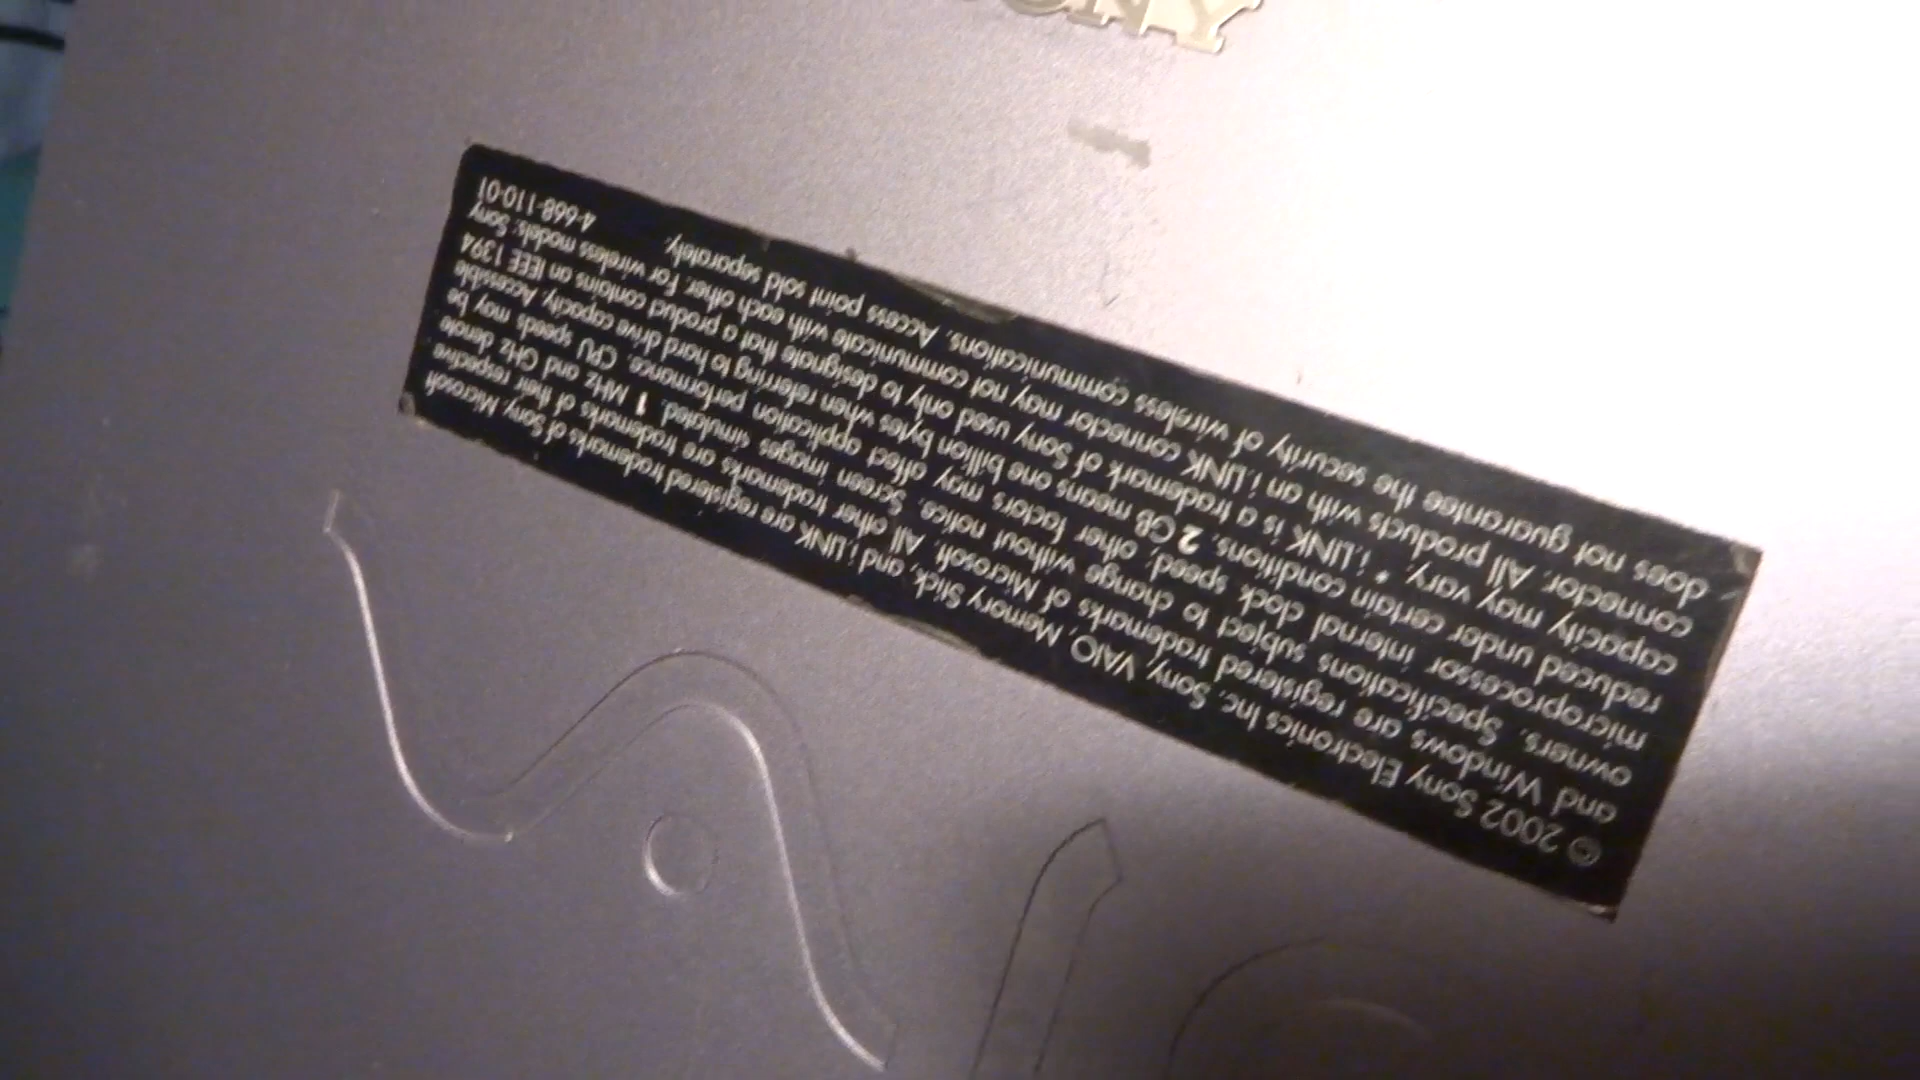 SONY
© 2002 Sony Electronics Inc. Sony, VAIO, Memory Stick, and i.LINK are registered trademarks of Sony. Microsoft
and Windows are registered trademarks of Microsoft. All other trademarks are trademarks of their respective
owners. Specifications subject to change without notice. Screen images simulated. 1 MHz and GHz denote
microprocessor internal clock speed, other factors may affect application performance. CPU speeds may be
reduced under certain conditions. 2 GB means one billion bytes when referring to hard drive capacity. Accessible
capacity may vary. * i.LINK is a trademark of Sony used only to designate that a product contains an IEEE 1394
connector. All products with an i.LINK connector may not communicate with each other. For wireless models: Sony
does not guarantee the security of wireless communications. Access point sold separately.
4-668-110-01